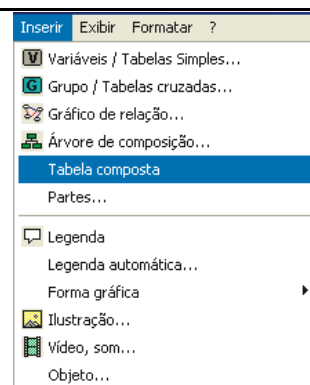 Inserir Exibir Formatar ?
V Variáveis / Tabelas Simples...
G Grupo / Tabelas cruzadas...
Gráfico de relação...
Árvore de composição...
Tabela composta
Partes...
Legenda
Legenda automática...
Forma gráfica
Ilustração...
Vídeo, som...
Objeto...